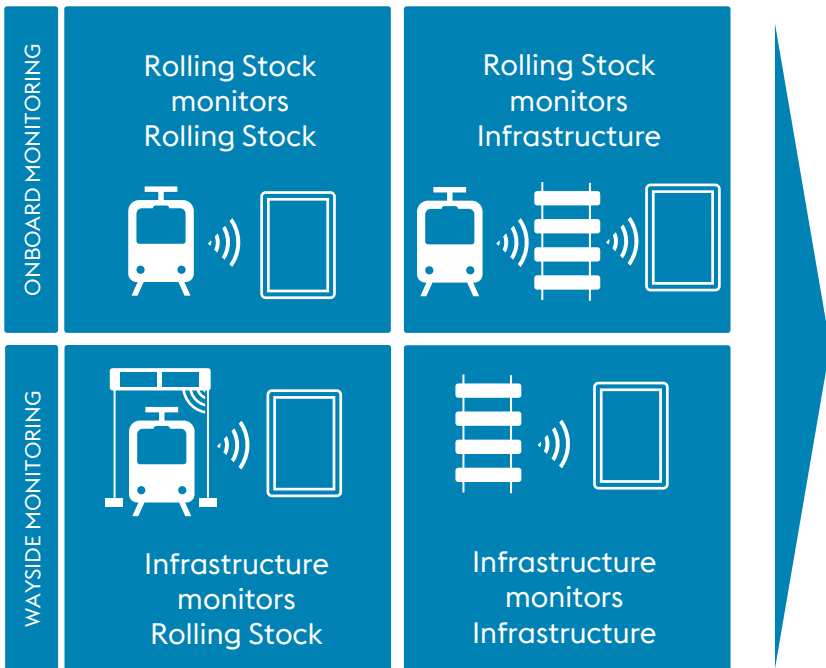 ONBOARD MONITORING
Rolling Stock
monitors
Rolling Stock
Rolling Stock
monitors
Infrastructure
WAYSIDE MONITORING
Infrastructure
monitors
Rolling Stock
Infrastructure
monitors
Infrastructure